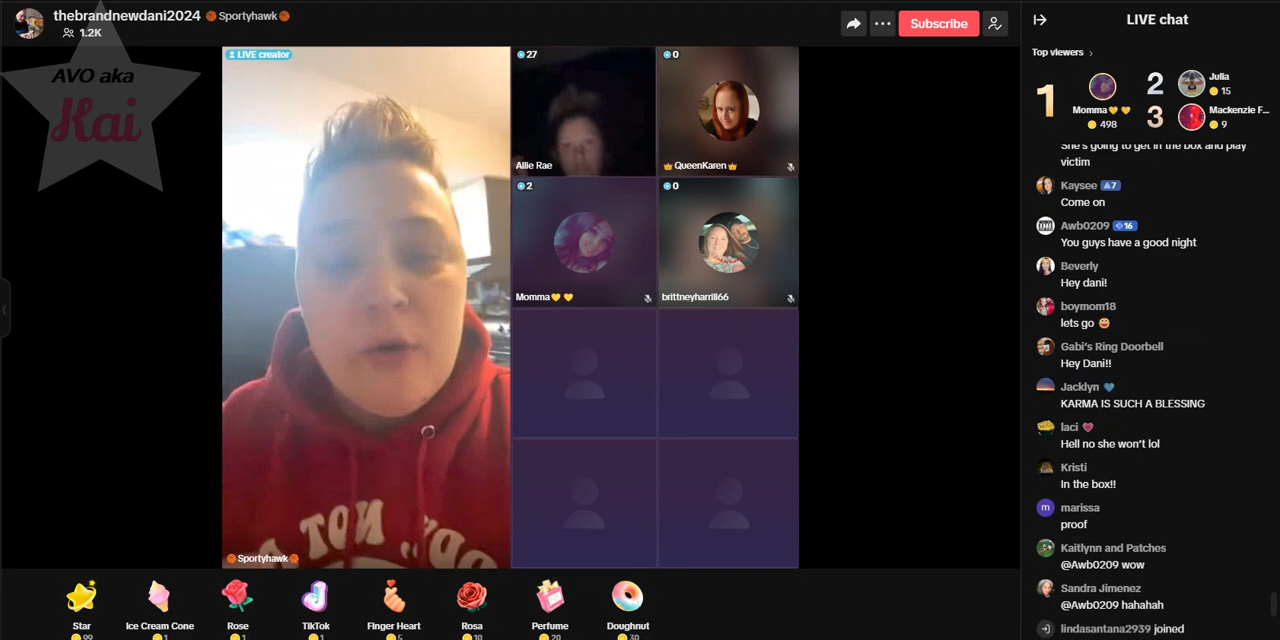 thebrandnewdani2024 🏀 Sportyhawk 🏀
1.2K
Subscribe
AVO aka
Kai
LIVE creator
27
0
Allie Rae
👑 QueenKaren 👑
2
0
Momma💛 💛
brittneyharrill66
🏀 Sportyhawk 🏀
Star
99
Ice Cream Cone
1
Rose
1
TikTok
1
Finger Heart
5
Rosa
10
Perfume
20
Doughnut
30
LIVE chat
Top viewers
1
Momma💛 💛
498
2
Julia
15
3
Mackenzie F...
9
She's going to get in the box and play
victim
Kaysee 7
Come on
Awb0209 16
You guys have a good night
Beverly
Hey dani!
boymom18
lets go 😄
Gabi's Ring Doorbell
Hey Dani!!
Jacklyn 💙
KARMA IS SUCH A BLESSING
laci 💗
Hell no she won't lol
Kristi
In the box!!
m marissa
proof
Kaitlynn and Patches
@Awb0209 wow
Sandra Jimenez
@Awb0209 hahahah
lindasantana2939 joined